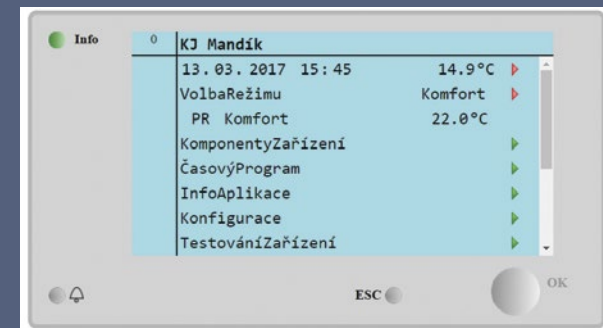 Info
0 KJ Mandík
13.03.2017 15:45 14.9°C
VolbaRežimu Komfort
PR Komfort 22.0°C
KomponentyZařízení
ČasovýProgram
InfoAplikace
Konfigurace
TestováníZařízení
ESC OK